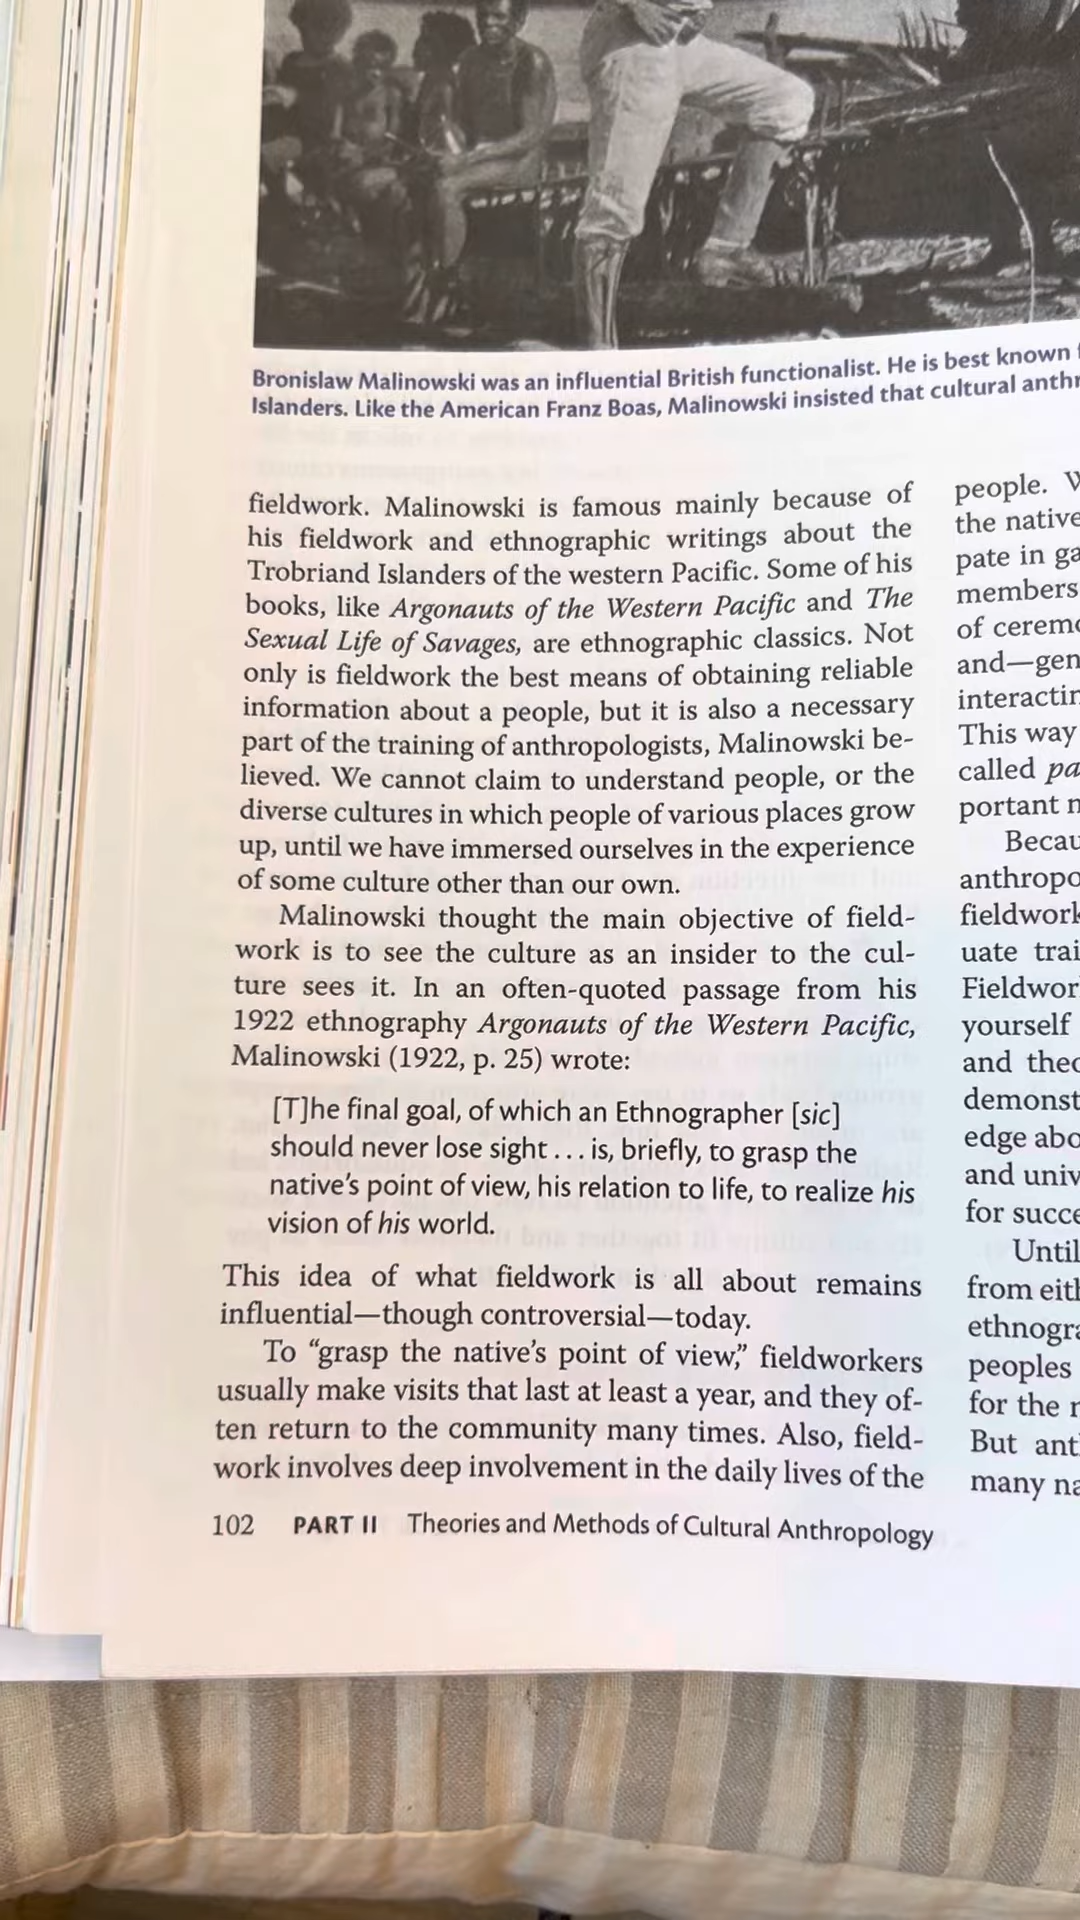 Bronislaw Malinowski was an influential British functionalist. He is best known
Islanders. Like the American Franz Boas, Malinowski insisted that cultural
fieldwork. Malinowski is famous mainly because of
his fieldwork and ethnographic writings about the
Trobriand Islanders of the western Pacific. Some of his
books, like Argonauts of the Western Pacific and The
Sexual Life of Savages, are ethnographic classics. Not
only is fieldwork the best means of obtaining reliable
information about a people, but it is also a necessary
part of the training of anthropologists, Malinowski be-
lieved. We cannot claim to understand people, or the
diverse cultures in which people of various places grow
up, until we have immersed ourselves in the experience
of some culture other than our own.
Malinowski thought the main objective of field-
work is to see the culture as an insider to the cul-
ture sees it. In an often-quoted passage from his
1922 ethnography Argonauts of the Western Pacific,
Malinowski (1922, p. 25) wrote:
[T]he final goal, of which an Ethnographer [sic]
should never lose sight . . . is, briefly, to grasp the
native's point of view, his relation to life, to realize his
vision of his world.
This idea of what fieldwork is all about remains
influential—though controversial—today.
To “grasp the native's point of view,” fieldworkers
usually make visits that last at least a year, and they of-
ten return to the community many times. Also, field-
work involves deep involvement in the daily lives of the
people.
the native
pate in
members
of
and—
This way
called
portant
uate
yourself
and
and
for
Until
from
peoples
for the
But
many
102 PART II Theories and Methods of Cultural Anthropology